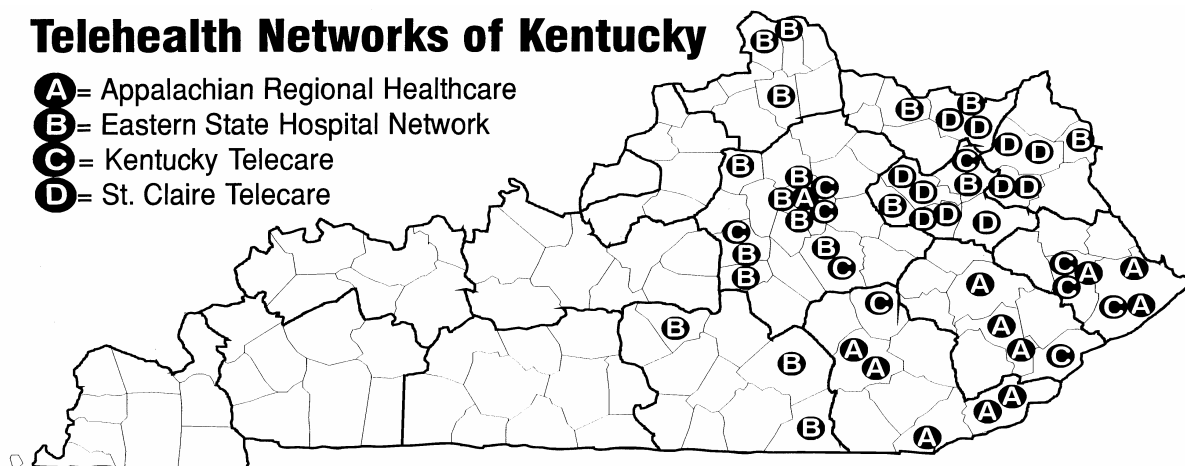 Telehealth Networks of Kentucky
A = Appalachian Regional Healthcare
B = Eastern State Hospital Network
C = Kentucky Telecare
D = St. Claire Telecare
B B
B
B B
D D
B
D D
B
C
B C
B A
C
B
D
D
B
D D
B
D D
D
C
B
B
B
C
C
C
A
A
C
A
A
C
B
B
B
A
A
A
A
C
A
A
A